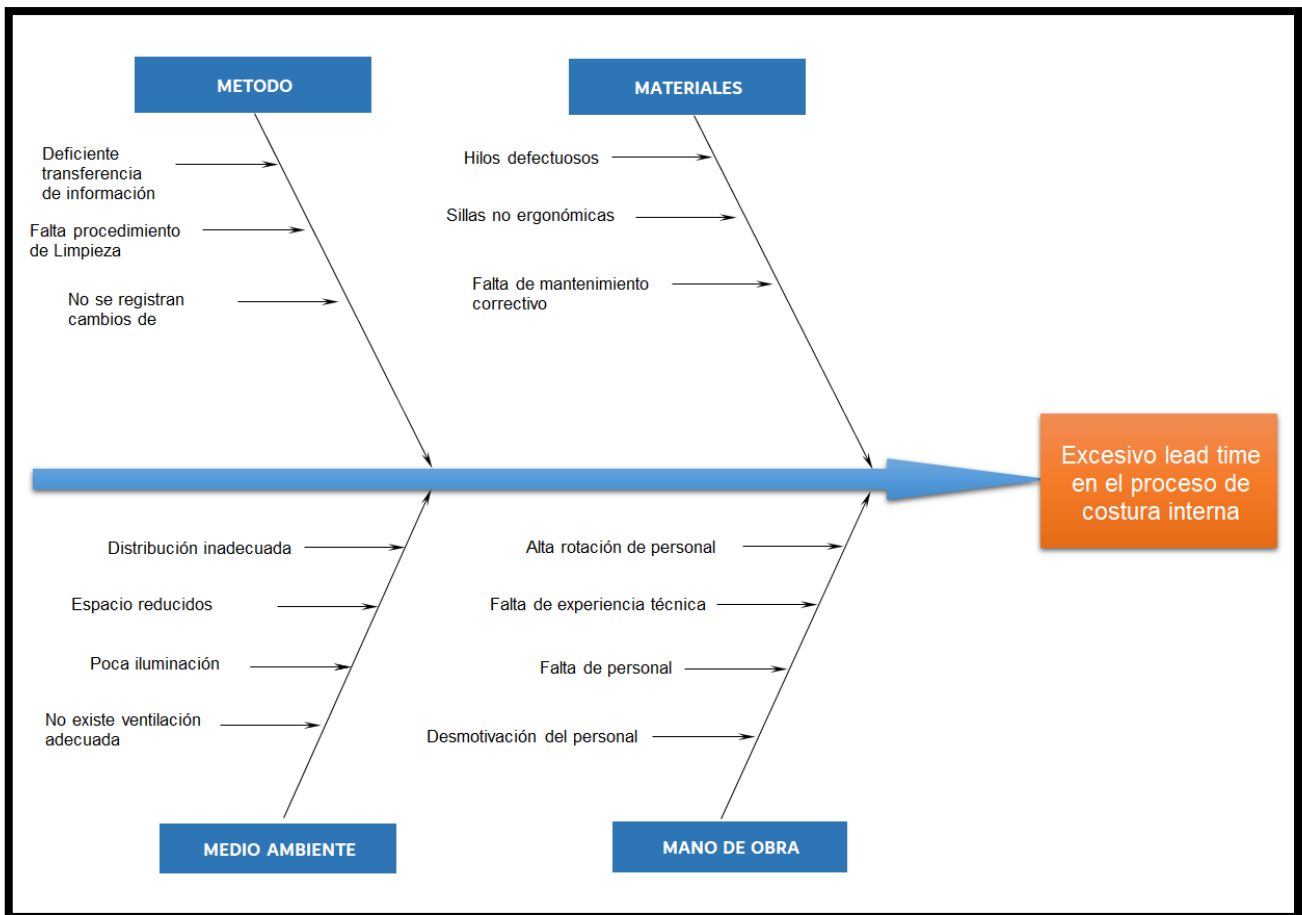 METODO
Deficiente
transferencia
de información
Falta procedimiento
de Limpieza
No se registran
cambios de
MATERIALES
Hilos defectuosos
Sillas no ergonómicas
Falta de mantenimiento
correctivo
Excesivo lead time
en el proceso de
costura interna
Distribución inadecuada
Espacio reducidos
Poca iluminación
No existe ventilación
adecuada
MEDIO AMBIENTE
Alta rotación de personal
Falta de experiencia técnica
Falta de personal
Desmotivación del personal
MANO DE OBRA